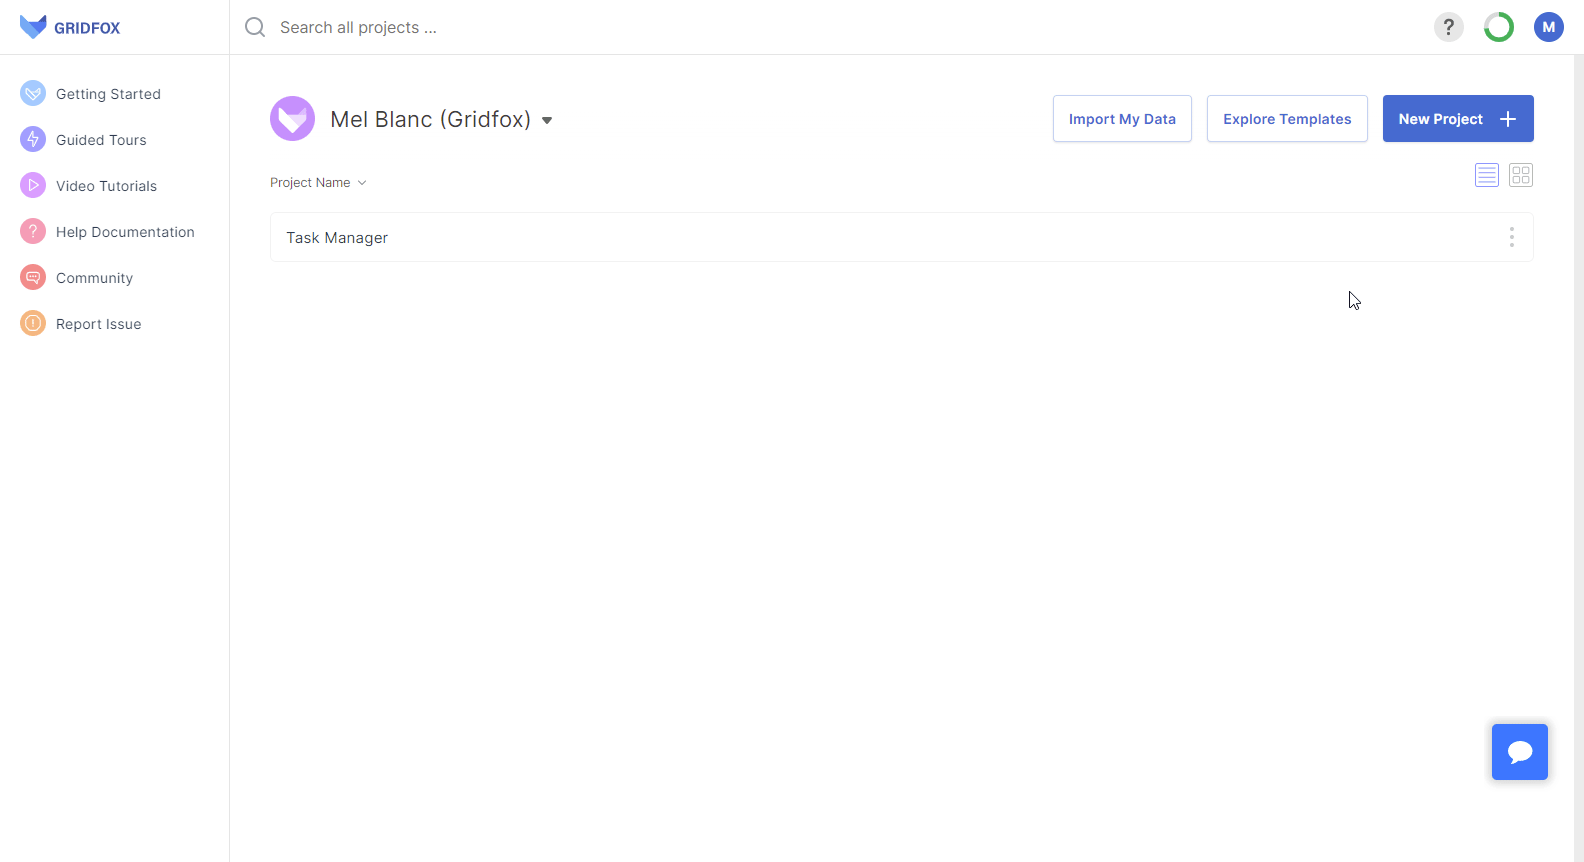 GRIDFOX
Search all projects ...
?
M
Getting Started
Guided Tours
Video Tutorials
? Help Documentation
Community
! Report Issue
Mel Blanc (Gridfox)
Import My Data
Explore Templates
New Project +
Project Name
Task Manager